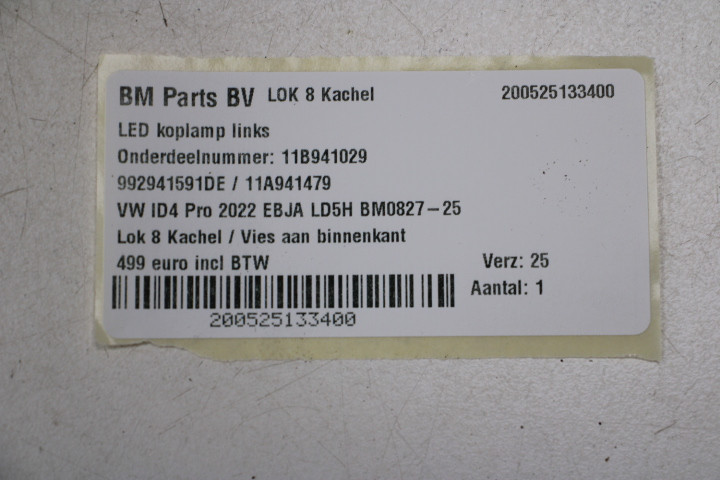 BM Parts BV LOK 8 Kachel 200525133400
LED koplamp links
Onderdeelnummer: 11B941029
992941591DE / 11A941479
VW ID4 Pro 2022 EBJA LD5H BM0827-25
Lok 8 Kachel / Vies aan binnenkant
499 euro incl BTW Verz: 25
Aantal: 1
200525133400